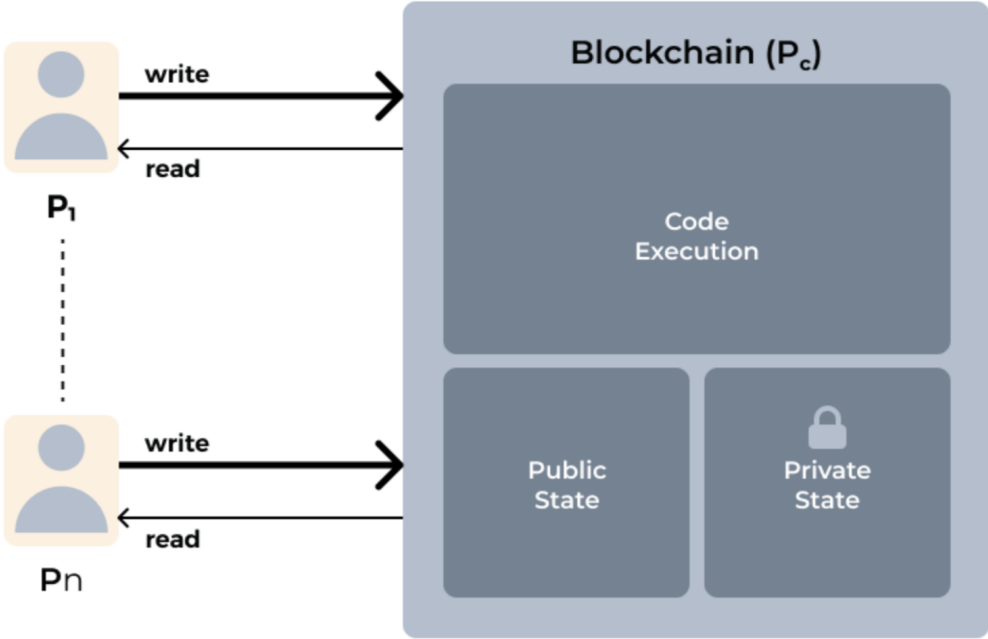 Blockchain (Pc)
write
read
P1
Code
Execution
write
read
Pn
Public
State
Private
State